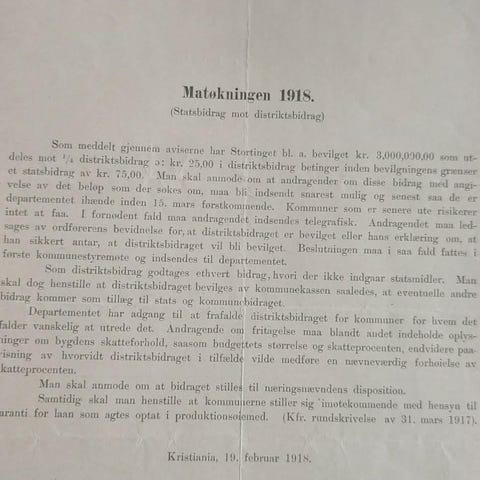 Matøkningen 1918.
(Statsbidrag mot distriktsbidrag)
Som meddelt gjennem aviserne har Stortinget bl. a. bevilget kr. 3,000,000,00 som ut-
deles mot 1/4 distriktsbidrag ɔ: kr. 25,00 i distriktsbidrag betinger inden bevilgningens grænser
et statsbidrag av kr. 75,00. Man skal anmode om at andragender om disse bidrag med angi-
velse av det beløp som der sokes om, maa bli indsendt snarest mulig og senest saa de er
departementet ihænde inden 15. mars førstkommende. Kommuner som er senere ute risikerer
intet at faa. I fornødent fald maa andragendet indsendes telegrafisk. Andragendet maa led-
sages av ordførerens bevidnelse for, at distriktsbidraget er bevilget eller hans erklæring om, at
han sikkert antar, at distriktsbidraget vil bli bevilget. Beslutningen maa i saa fald fattes i
første kommunestyremøte og indsendes til departementet.
Som distriktsbidrag godtages ethvert bidrag, hvori der ikke indgaar statsmidler. Man
skal dog henstille at distriktsbidraget bevilges av kommunekassen saaledes, at eventuelle andre
bidrag kommer som tillæg til stats og kommunebidraget.
Departementet har adgang til at frafalde distriktsbidraget for kommuner for hvem det
falder vanskelig at utrede det. Andragende om fritagelse maa blandt andet indeholde oplys-
ninger om bygdens skatteforhold, saasom budgettets størrelse og skatteprocenten, endvidere paa-
visning av hvorvidt distriktsbidraget i tilfælde vilde medføre en nævneværdig forhøielse av
skatteprocenten.
Man skal anmode om at bidraget stilles til næringsnævndens disposition.
Samtidig skal man henstille at kommunerne stiller sig imøtekommende med hensyn til
aranti for laan som agtes optat i produktionsøiemed. (Kfr. rundskrivelse av 31. mars 1917).
Kristiania, 19. februar 1918.